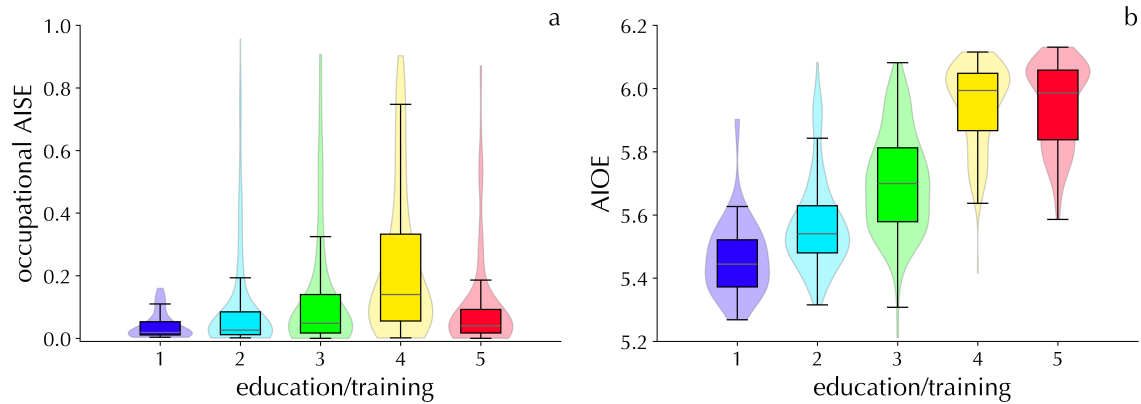 a
occupational AISE
1.0
0.8
0.6
0.4
0.2
0.0
1 2 3 4 5
education/training
b
AIOE
6.2
6.0
5.8
5.6
5.4
5.2
1 2 3 4 5
education/training